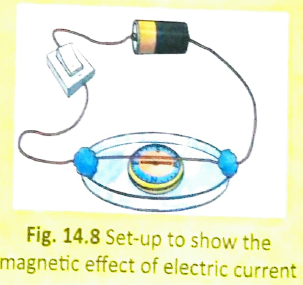 Fig. 14.8 Set-up to show the
magnetic effect of electric current